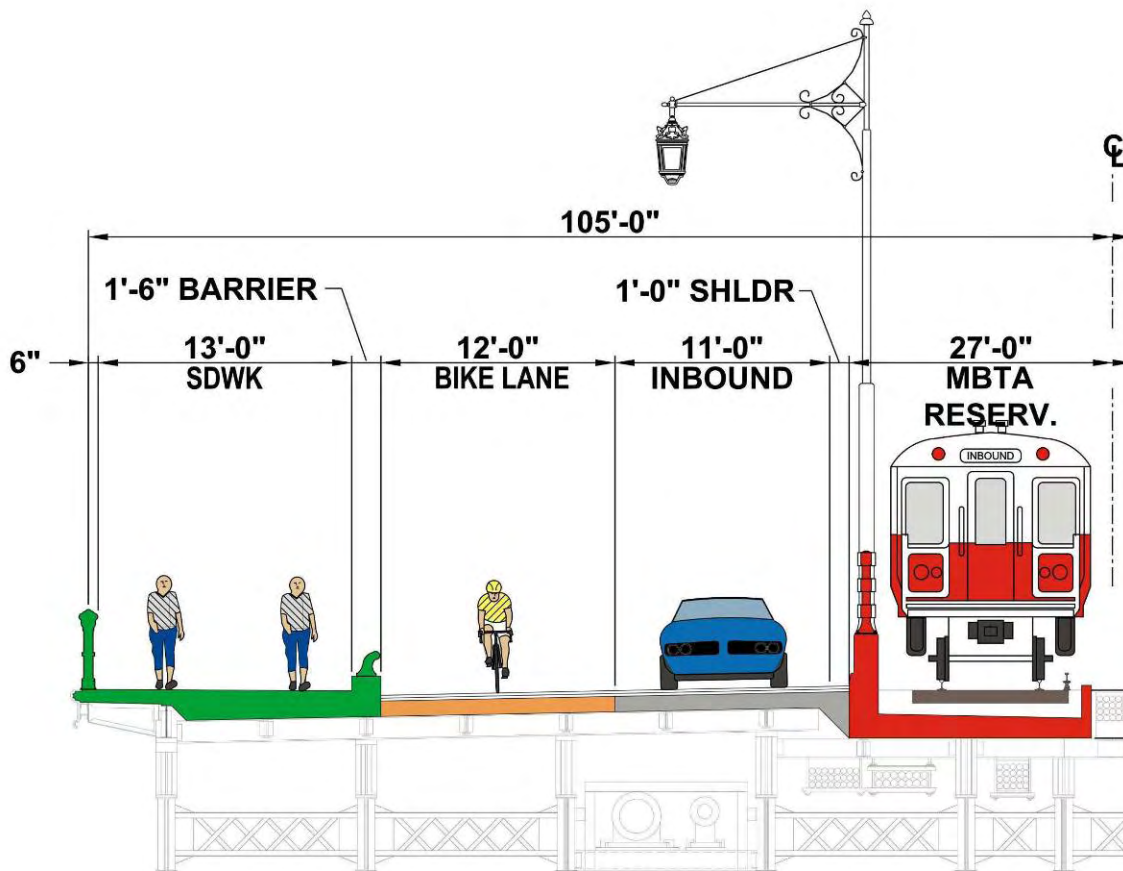 ℄
105'-0"
1'-6" BARRIER
1'-0" SHLDR
6"
13'-0"
SDWK
12'-0"
BIKE LANE
11'-0"
INBOUND
27'-0"
MBTA
RESERV.
INBOUND